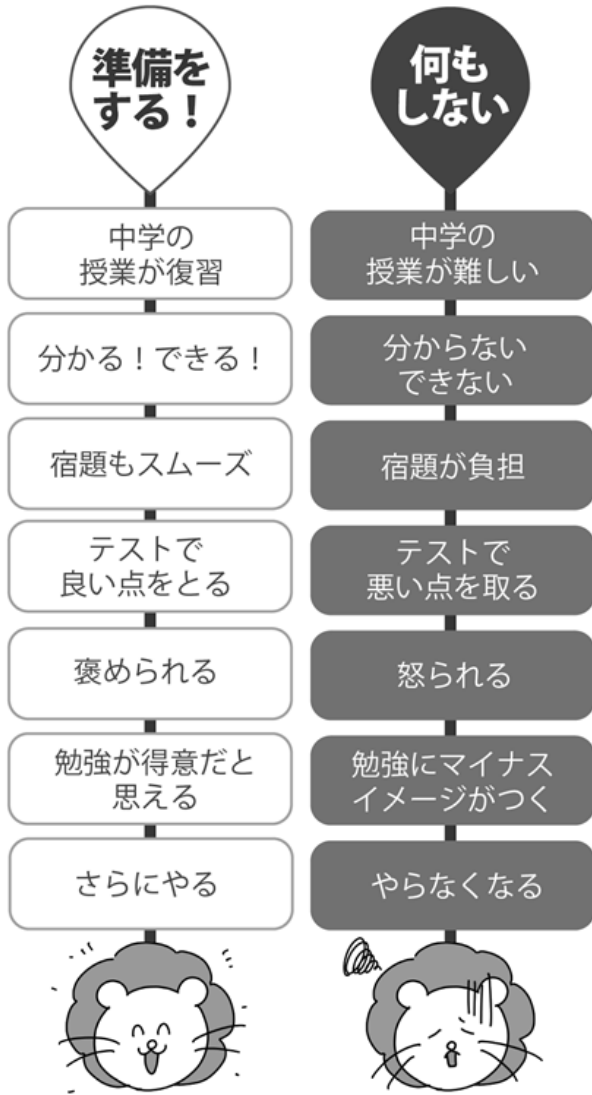 準備を
する！
中学の
授業が復習
分かる！できる！
宿題もスムーズ
テストで
良い点をとる
褒められる
勉強が得意だと
思える
さらにやる
何も
しない
中学の
授業が難しい
分からない
できない
宿題が負担
テストで
悪い点を取る
怒られる
勉強にマイナス
イメージがつく
やらなくなる